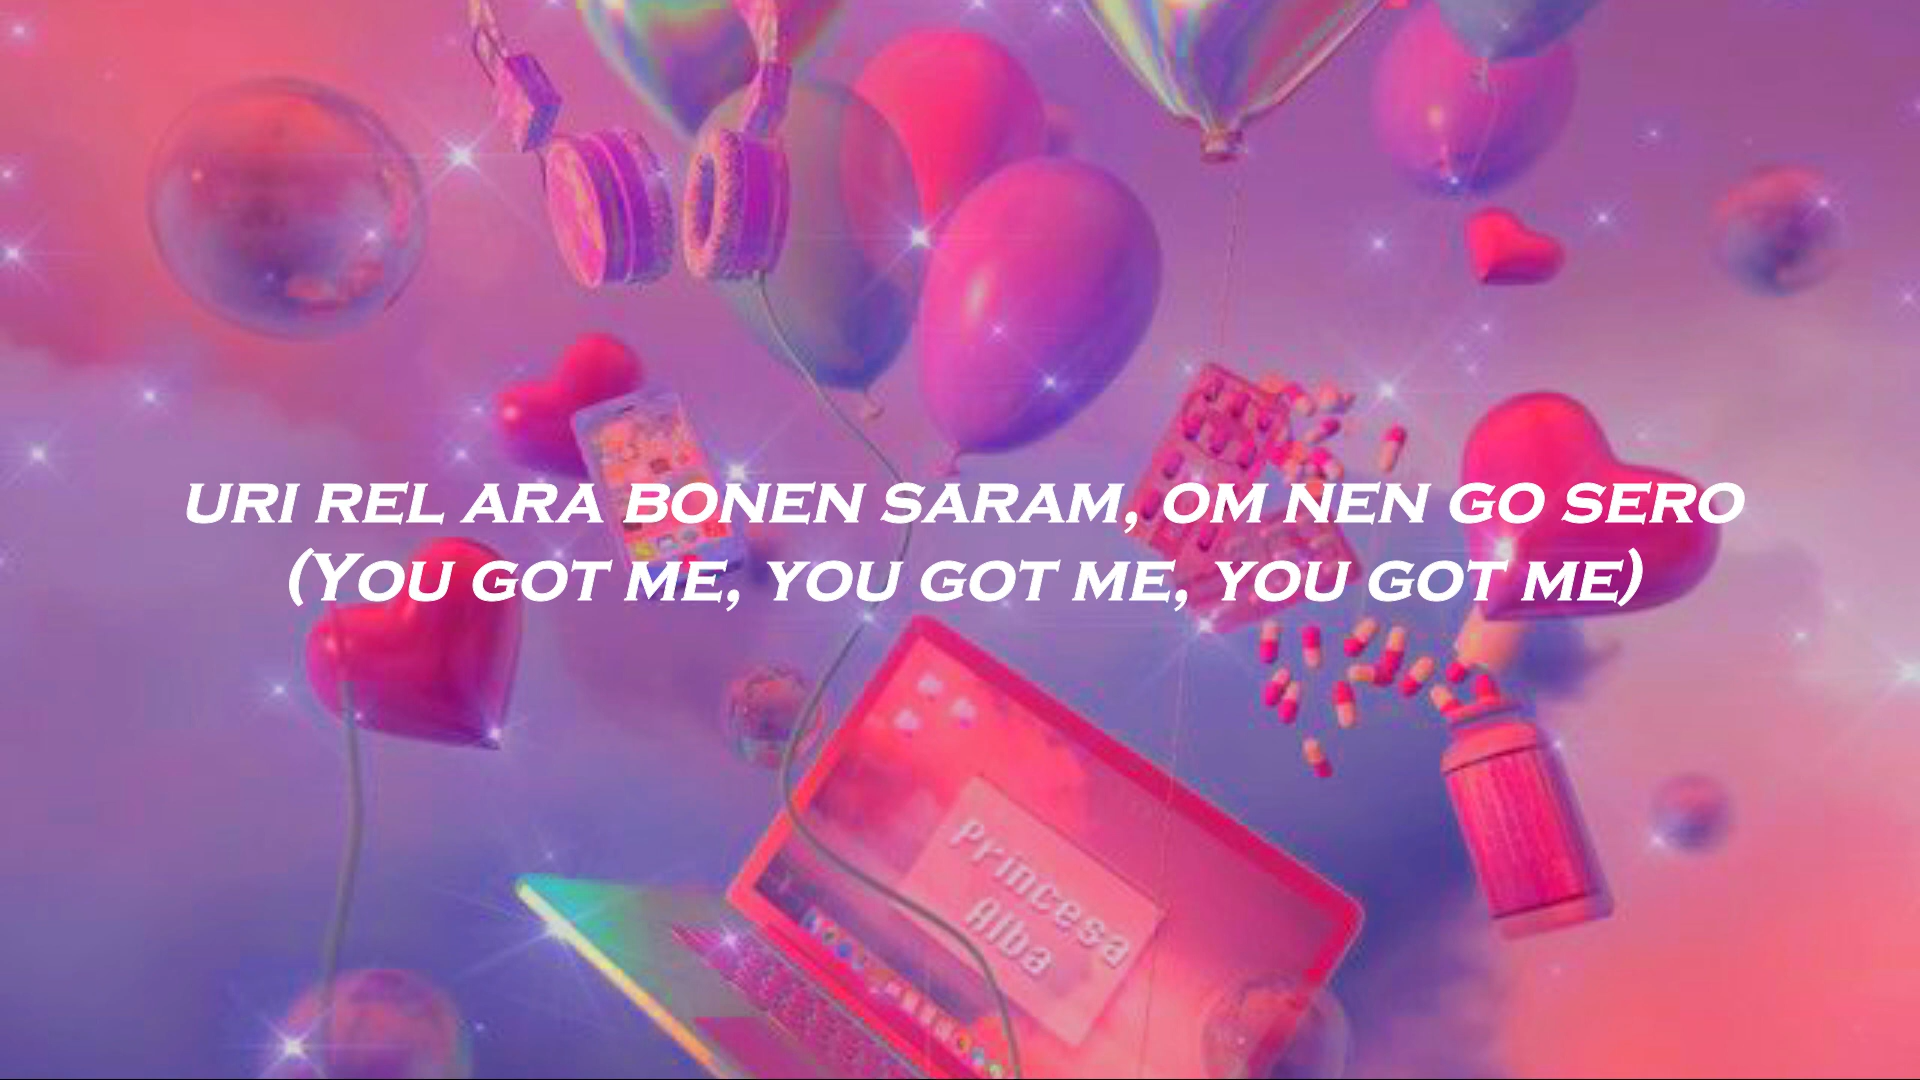 URI REL ARA BONEN SARAM, OM NEN GO SERO
(YOU GOT ME, YOU GOT ME, YOU GOT ME)
Princesa
Alba